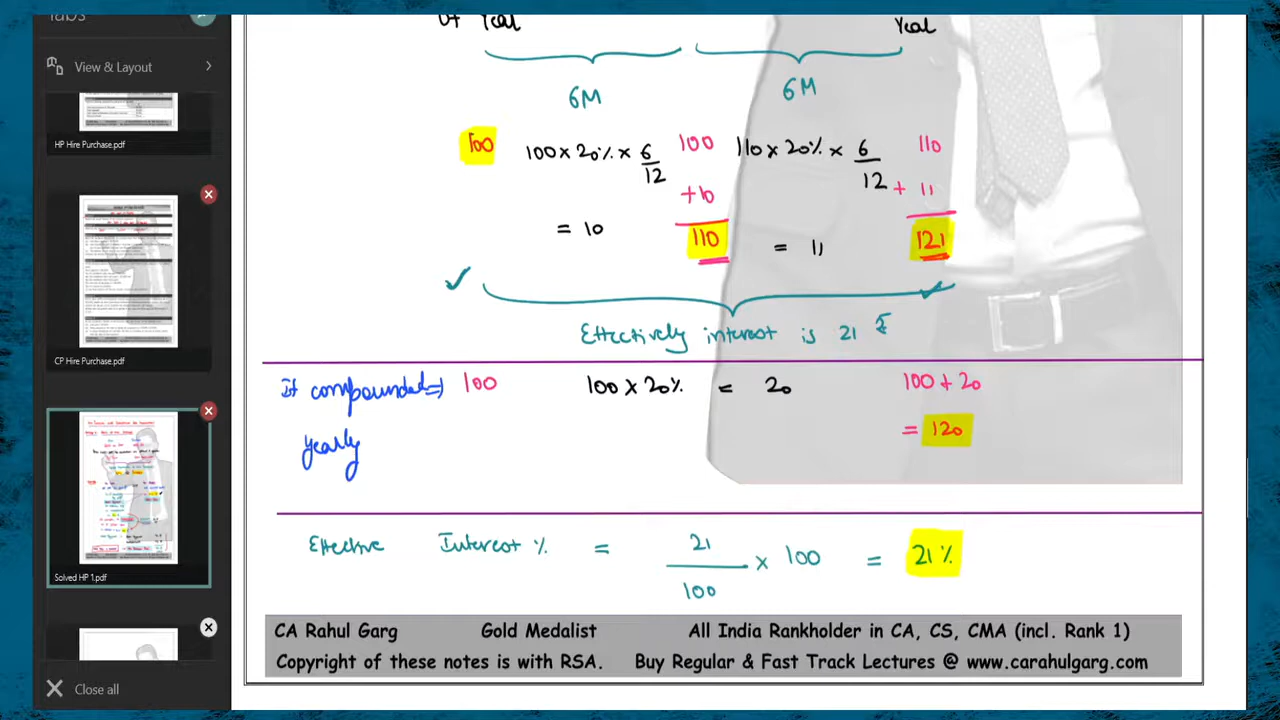 Tabs
View & Layout
HP Hire Purchase.pdf
CP Hire Purchase.pdf
Solved HP 1.pdf
Close all
of Year
Year
6M 6M
100 100 x 20% x 6/12 100 110 x 20% x 6/12 110
+10 + 11
= 10 110 = 11 121
Effectively interest is 21 ₹
If compounded => 100 100 x 20% = 20 100 + 20
yearly = 120
Effective Interest % = 21/100 x 100 = 21%
CA Rahul Garg Gold Medalist All India Rankholder in CA, CS, CMA (incl. Rank 1)
Copyright of these notes is with RSA. Buy Regular & Fast Track Lectures @ www.carahulgarg.com